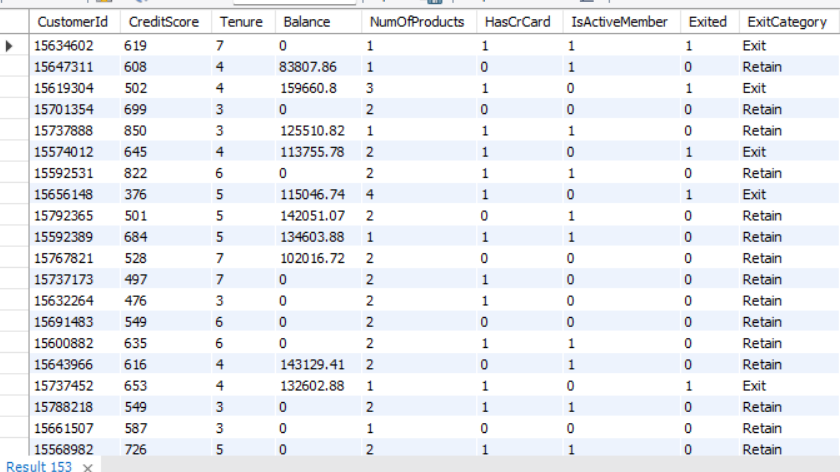 CustomerId CreditScore Tenure Balance NumOfProducts HasCrCard IsActiveMember Exited ExitCategory
15634602 619 7 0 1 1 1 1 Exit
15647311 608 4 83807.86 1 0 1 0 Retain
15619304 502 4 159660.8 3 1 0 1 Exit
15701354 699 3 0 2 0 0 0 Retain
15737888 850 3 125510.82 1 1 1 0 Retain
15574012 645 4 113755.78 2 1 0 1 Exit
15592531 822 6 0 2 1 1 0 Retain
15656148 376 5 115046.74 4 1 0 1 Exit
15792365 501 5 142051.07 2 0 1 0 Retain
15592389 684 5 134603.88 1 1 1 0 Retain
15767821 528 7 102016.72 2 0 0 0 Retain
15737173 497 7 0 2 1 0 0 Retain
15632264 476 3 0 2 1 0 0 Retain
15691483 549 6 0 2 0 0 0 Retain
15600882 635 6 0 2 1 1 0 Retain
15643966 616 4 143129.41 2 0 1 0 Retain
15737452 653 4 132602.88 1 1 0 1 Exit
15788218 549 3 0 2 1 1 0 Retain
15661507 587 3 0 1 0 0 0 Retain
15568982 726 5 0 2 1 1 0 Retain
Result 153